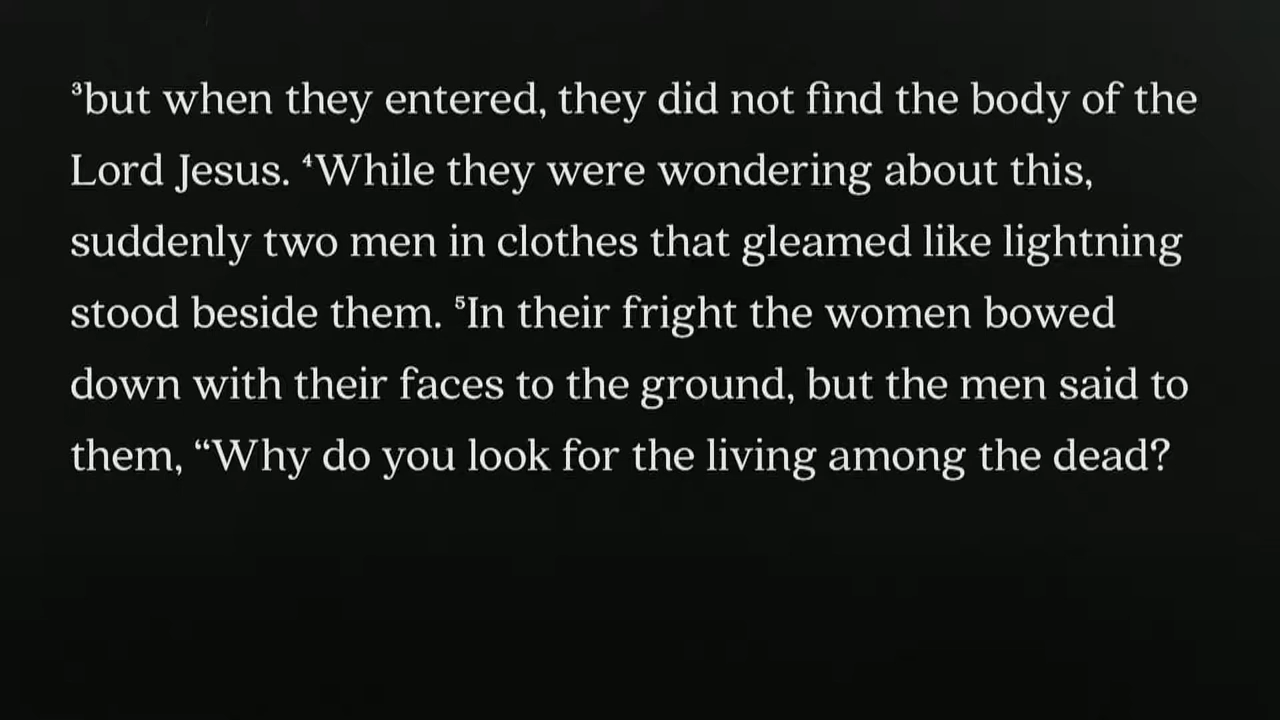 ³but when they entered, they did not find the body of the
Lord Jesus. ⁴While they were wondering about this,
suddenly two men in clothes that gleamed like lightning
stood beside them. ⁵In their fright the women bowed
down with their faces to the ground, but the men said to
them, “Why do you look for the living among the dead?